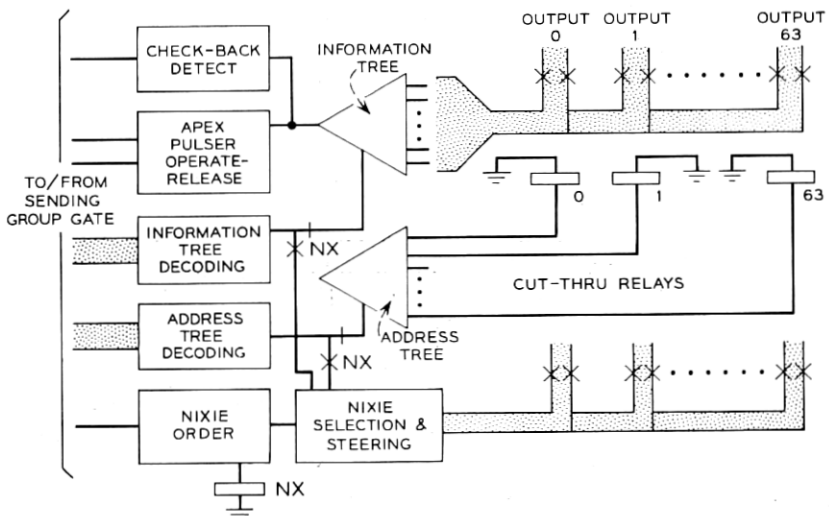 OUTPUT
0
OUTPUT
1
OUTPUT
63
CHECK-BACK
DETECT
INFORMATION
TREE
APEX
PULSER
OPERATE-
RELEASE
TO/FROM
SENDING
GROUP GATE
0
1
63
INFORMATION
TREE
DECODING
NX
CUT-THRU RELAYS
ADDRESS
TREE
DECODING
ADDRESS
TREE
NX
NIXIE
ORDER
NIXIE
SELECTION &
STEERING
NX